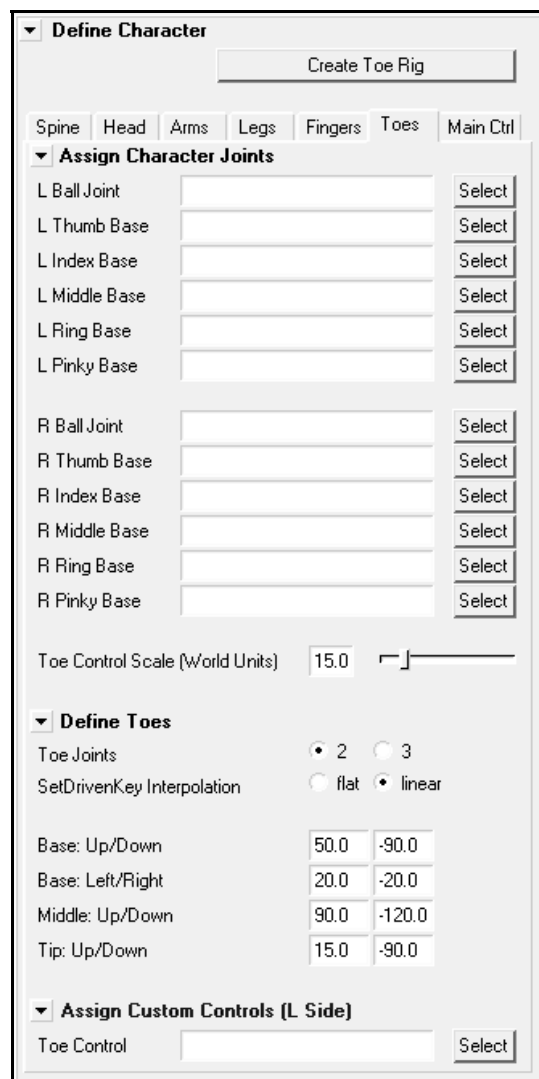 Define Character
Create Toe Rig
Spine Head Arms Legs Fingers Toes Main Ctrl
Assign Character Joints
L Ball Joint Select
L Thumb Base Select
L Index Base Select
L Middle Base Select
L Ring Base Select
L Pinky Base Select
R Ball Joint Select
R Thumb Base Select
R Index Base Select
R Middle Base Select
R Ring Base Select
R Pinky Base Select
Toe Control Scale (World Units) 15.0
Define Toes
Toe Joints 2 3
SetDrivenKey Interpolation flat linear
Base: Up/Down 50.0 -90.0
Base: Left/Right 20.0 -20.0
Middle: Up/Down 90.0 -120.0
Tip: Up/Down 15.0 -90.0
Assign Custom Controls (L Side)
Toe Control Select